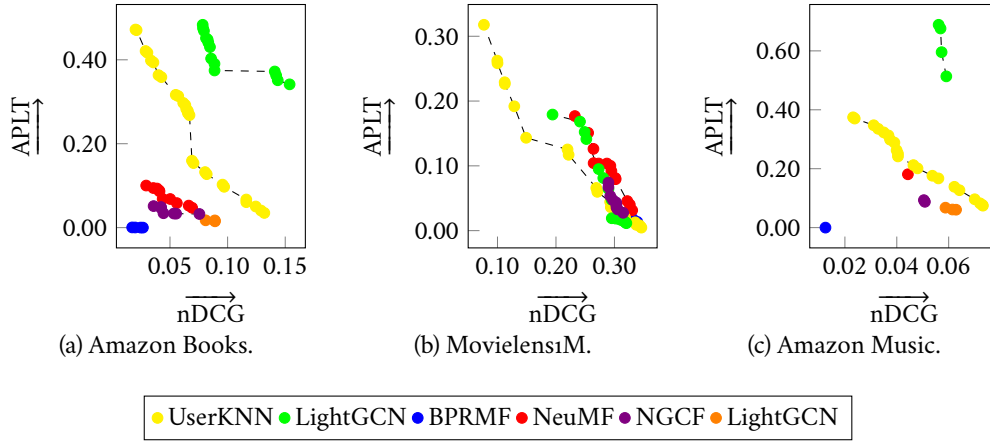 0.40
0.20
0.00
APLT
0.05 0.10 0.15
nDCG
(a) Amazon Books.
0.30
0.20
0.10
0.00
APLT
0.10 0.20 0.30
nDCG
(b) Movielens1M.
0.60
0.40
0.20
0.00
APLT
0.02 0.04 0.06
nDCG
(c) Amazon Music.
UserKNN LightGCN BPRMF NeuMF NGCF LightGCN